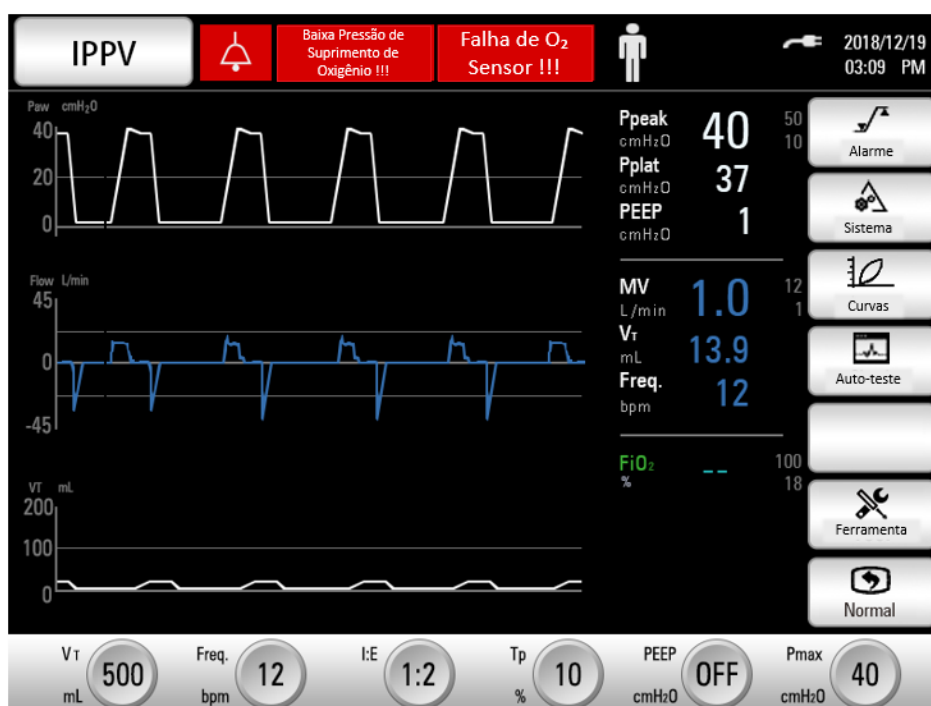 IPPV
Baixa Pressão de
Suprimento de
Oxigênio !!!
Falha de O₂
Sensor !!!
2018/12/19
03:09 PM
Paw cmH₂O
40
20
0
Flow L/min
45
0
-45
VT mL
200
100
0
Ppeak
cmH₂O
40
50
10
Pplat
cmH₂O
37
PEEP
cmH₂O
1
MV
L/min
1.0
12
1
VT
mL
13.9
Freq.
bpm
12
FiO₂
%
--
100
18
Alarme
Sistema
Curvas
Auto-teste
Ferramenta
Normal
VT
mL
500
Freq.
bpm
12
I:E
1:2
Tp
%
10
PEEP
cmH₂O
OFF
Pmax
cmH₂O
40